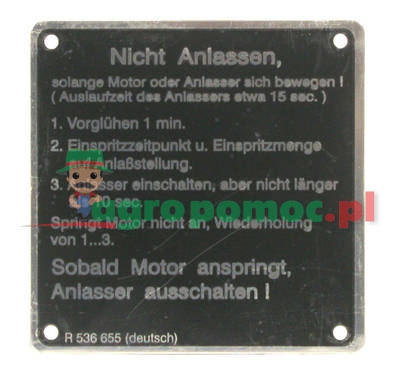 Nicht Anlassen,
solange Motor oder Anlasser sich bewegen !
( Auslaufzeit des Anlassers etwa 15 sec. )
1. Vorglühen 1 min.
2. Einspritzzeitpunkt u. Einspritzmenge
auf Anlaßstellung.
3. Anlasser einschalten, aber nicht länger
10 sec.
agropomoc.pl
Springt Motor nicht an, Wiederholung
von 1...3.
Sobald Motor anspringt,
Anlasser ausschalten !
R 536 655 (deutsch)